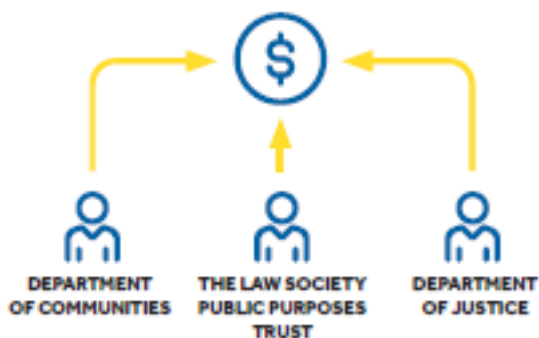 $
DEPARTMENT
OF COMMUNITIES
THE LAW SOCIETY
PUBLIC PURPOSES
TRUST
DEPARTMENT
OF JUSTICE